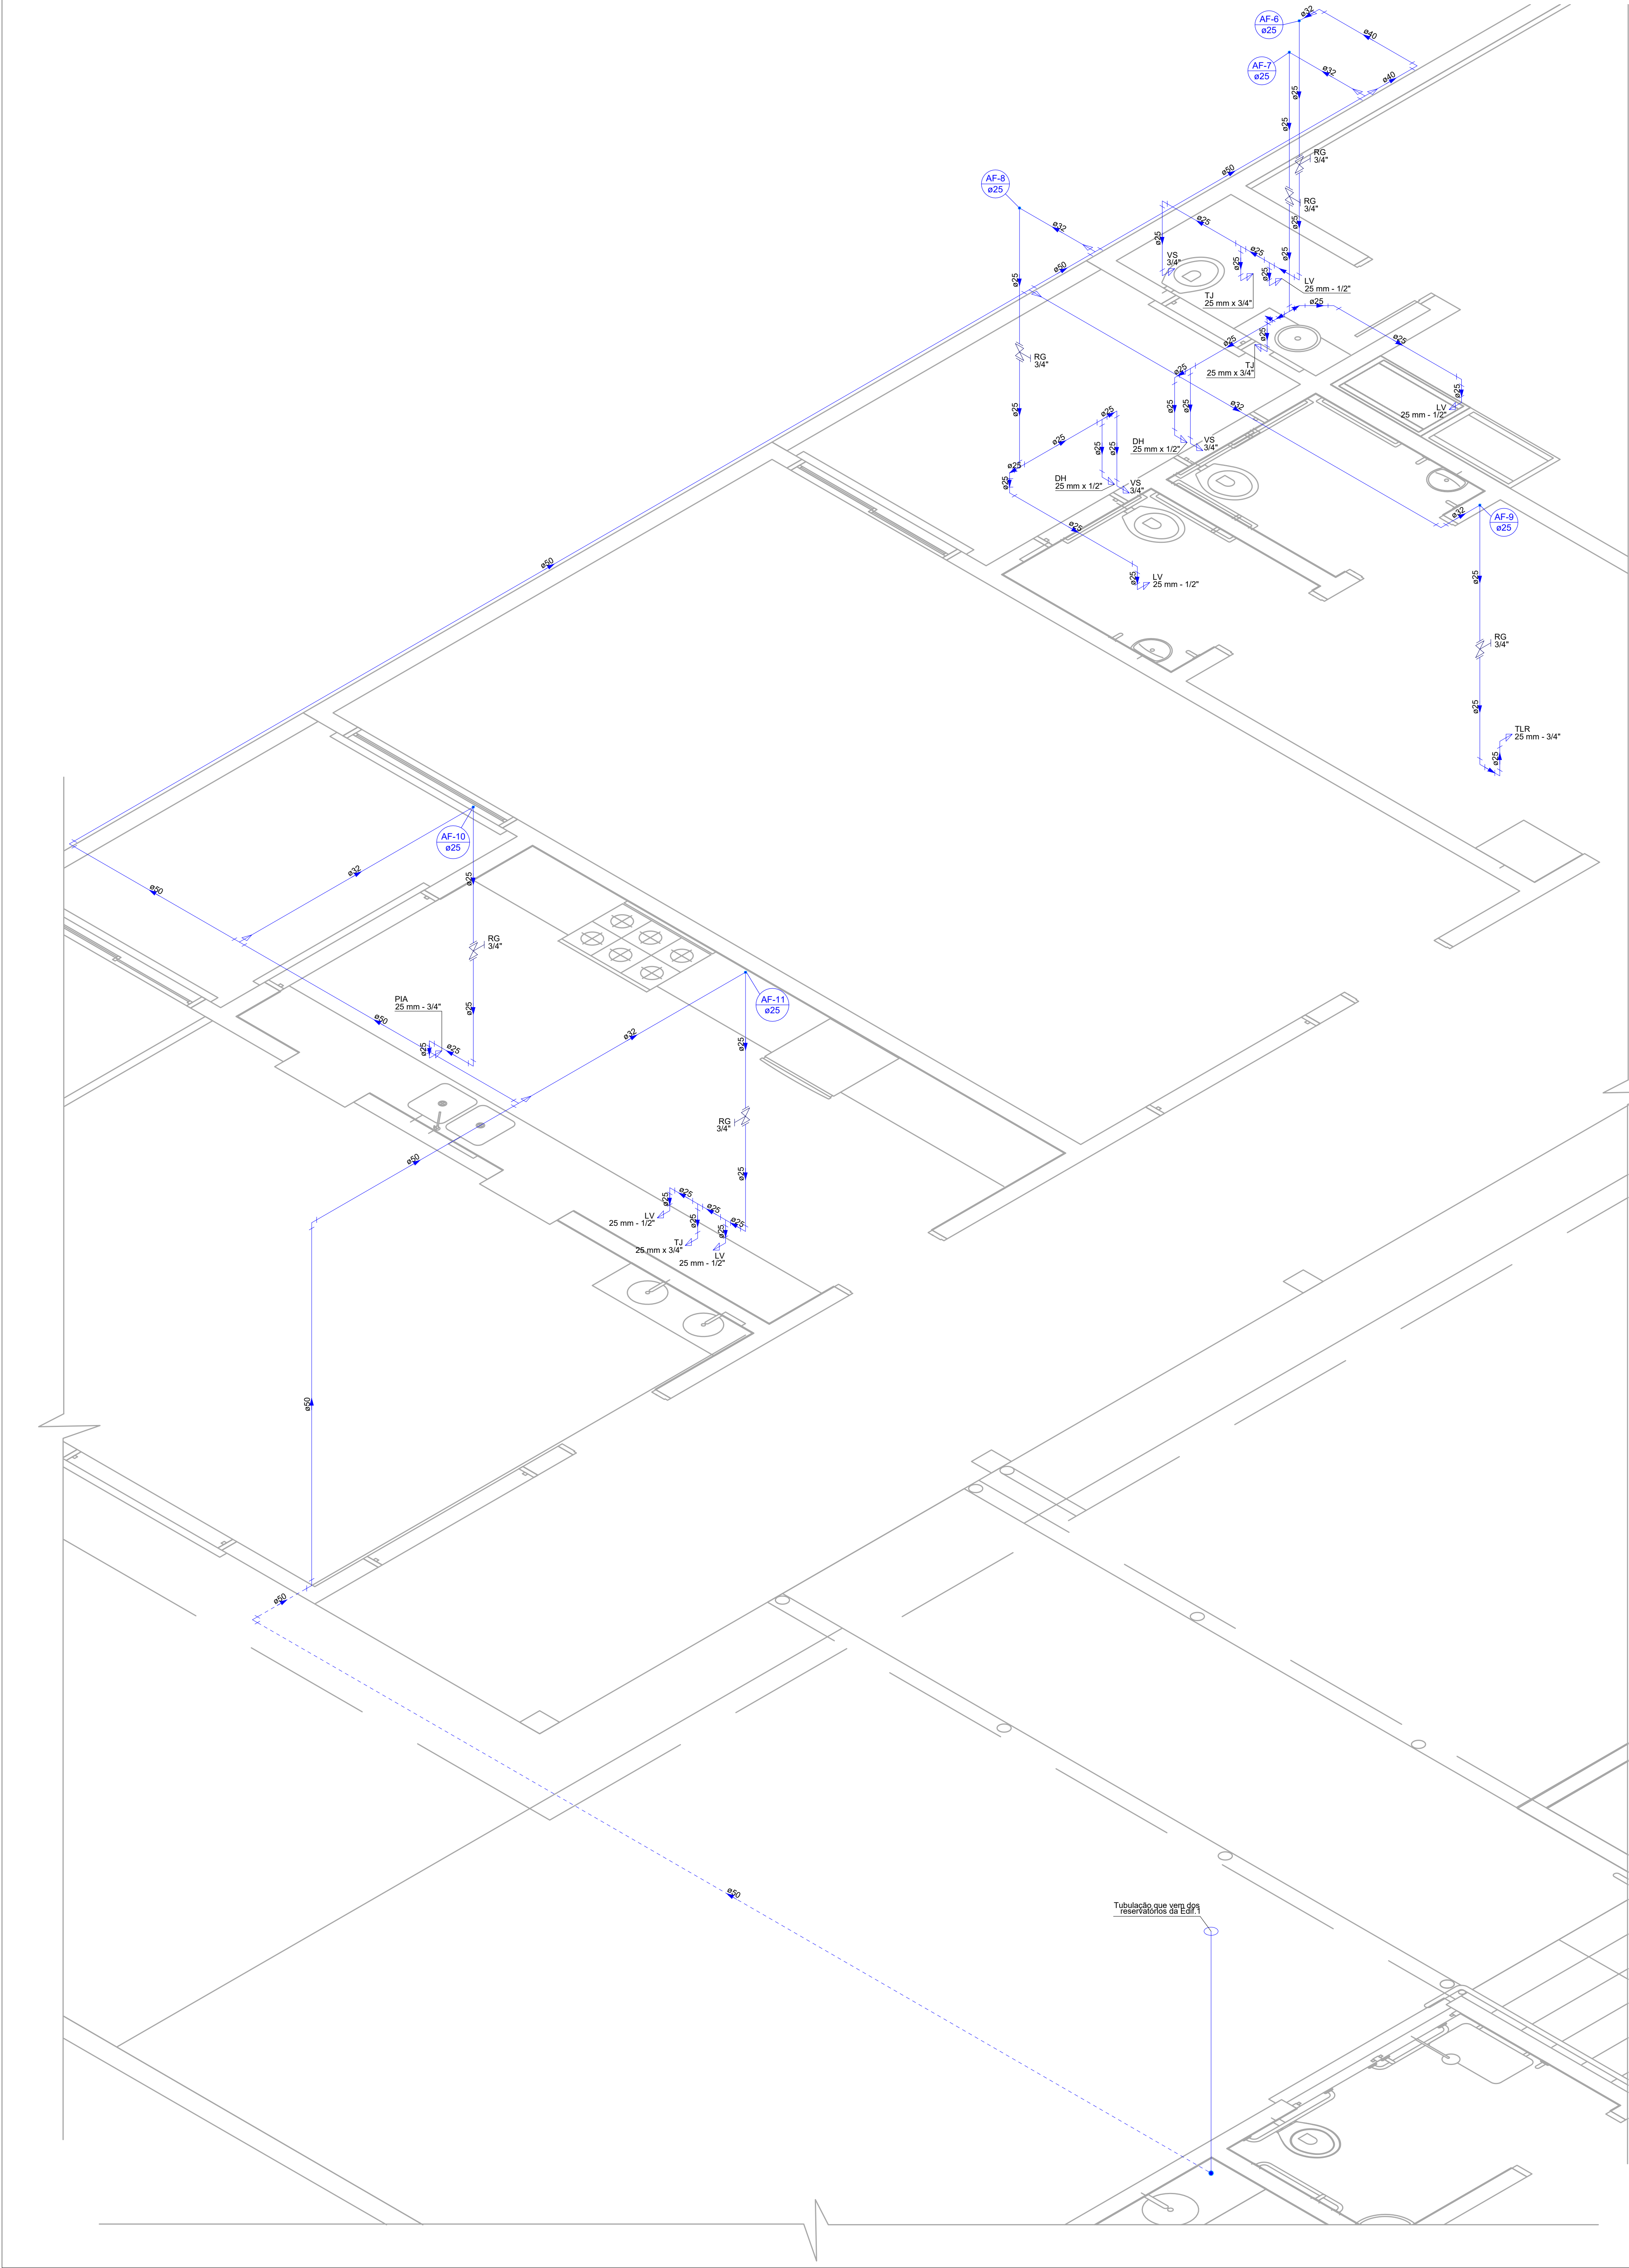 AF-6
ø25
ø32
ø40
AF-7
ø25
ø32
ø40
ø25
ø25
RG
3/4"
ø50
AF-8
ø25
RG
3/4"
ø32
ø25
ø25
ø25
ø25
ø25
VS
3/4"
ø50
ø25
ø25
ø25
ø25
LV
25 mm - 1/2"
TJ
25 mm x 3/4"
ø25
ø25
ø25
ø25
RG
3/4"
TJ
25 mm x 3/4"
ø25
ø25
ø32
LV
25 mm - 1/2"
ø25
ø25
ø25
ø25
ø25
DH
25 mm x 1/2"
VS
3/4"
ø25
ø25
ø25
ø25
DH
25 mm x 1/2"
VS
3/4"
ø32
AF-9
ø25
ø25
ø50
ø25
LV
25 mm - 1/2"
ø25
RG
3/4"
ø25
TLR
25 mm - 3/4"
ø25
AF-10
ø25
ø32
ø50
ø25
RG
3/4"
PIA
25 mm - 3/4"
ø25
AF-11
ø25
ø50
ø25
ø25
ø32
ø25
RG
3/4"
ø50
ø25
ø25
ø25
ø25
ø25
LV
25 mm - 1/2"
ø25
ø25
TJ
25 mm x 3/4"
LV
25 mm - 1/2"
ø50
ø50
ø50
Tubulação que vem dos
reservatórios da Edif.1